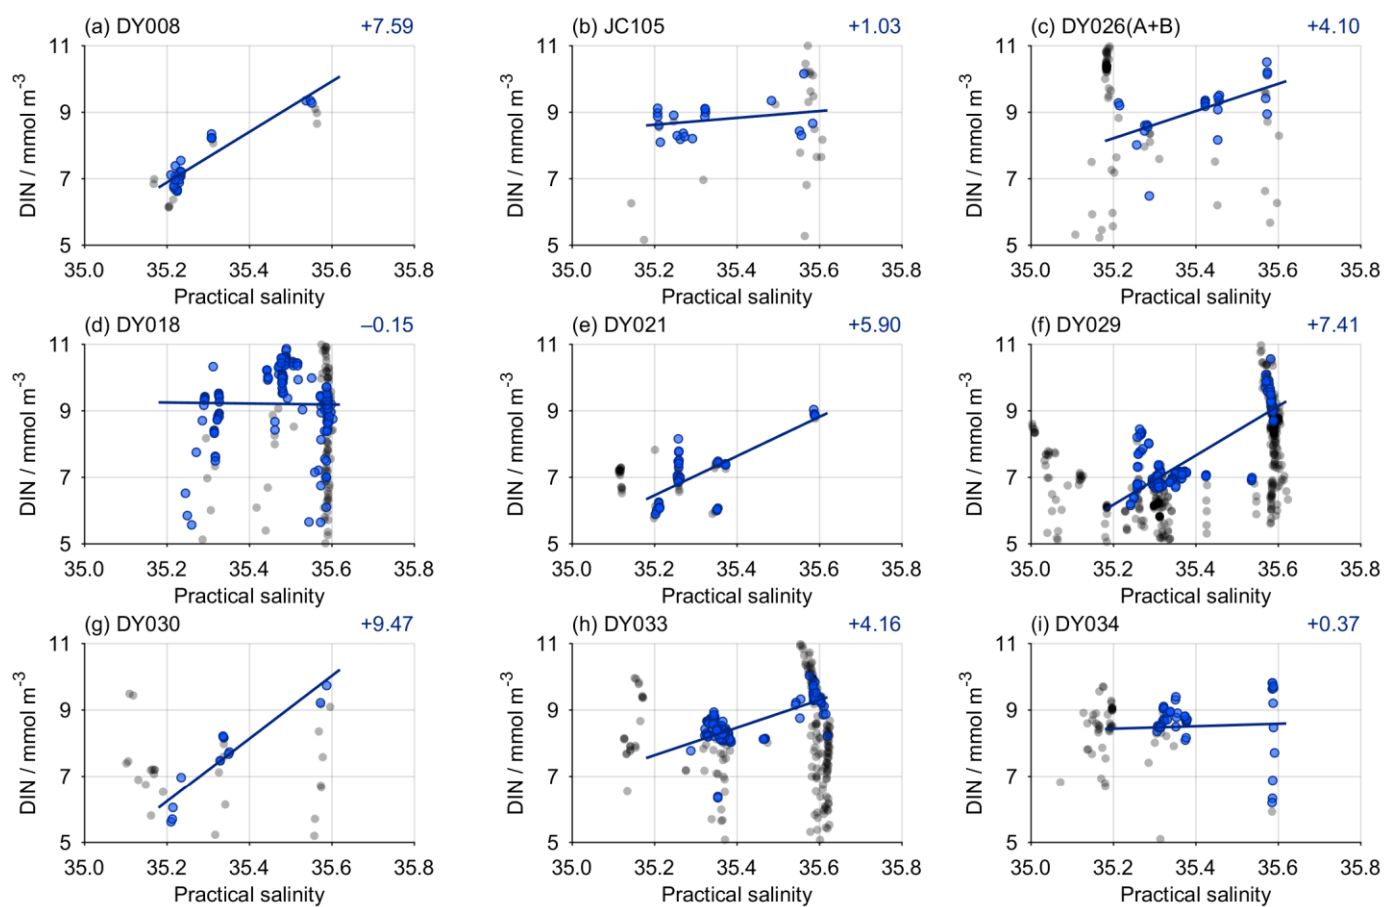 (a) DY008 +7.59
(b) JC105 +1.03
(c) DY026(A+B) +4.10
11
9
7
5
DIN / mmol m⁻³
35.0 35.2 35.4 35.6 35.8
Practical salinity
11
9
7
5
DIN / mmol m⁻³
35.0 35.2 35.4 35.6 35.8
Practical salinity
11
9
7
5
DIN / mmol m⁻³
35.0 35.2 35.4 35.6 35.8
Practical salinity
(d) DY018 –0.15
(e) DY021 +5.90
(f) DY029 +7.41
11
9
7
5
DIN / mmol m⁻³
35.0 35.2 35.4 35.6 35.8
Practical salinity
11
9
7
5
DIN / mmol m⁻³
35.0 35.2 35.4 35.6 35.8
Practical salinity
11
9
7
5
DIN / mmol m⁻³
35.0 35.2 35.4 35.6 35.8
Practical salinity
(g) DY030 +9.47
(h) DY033 +4.16
(i) DY034 +0.37
11
9
7
5
DIN / mmol m⁻³
35.0 35.2 35.4 35.6 35.8
Practical salinity
11
9
7
5
DIN / mmol m⁻³
35.0 35.2 35.4 35.6 35.8
Practical salinity
11
9
7
5
DIN / mmol m⁻³
35.0 35.2 35.4 35.6 35.8
Practical salinity